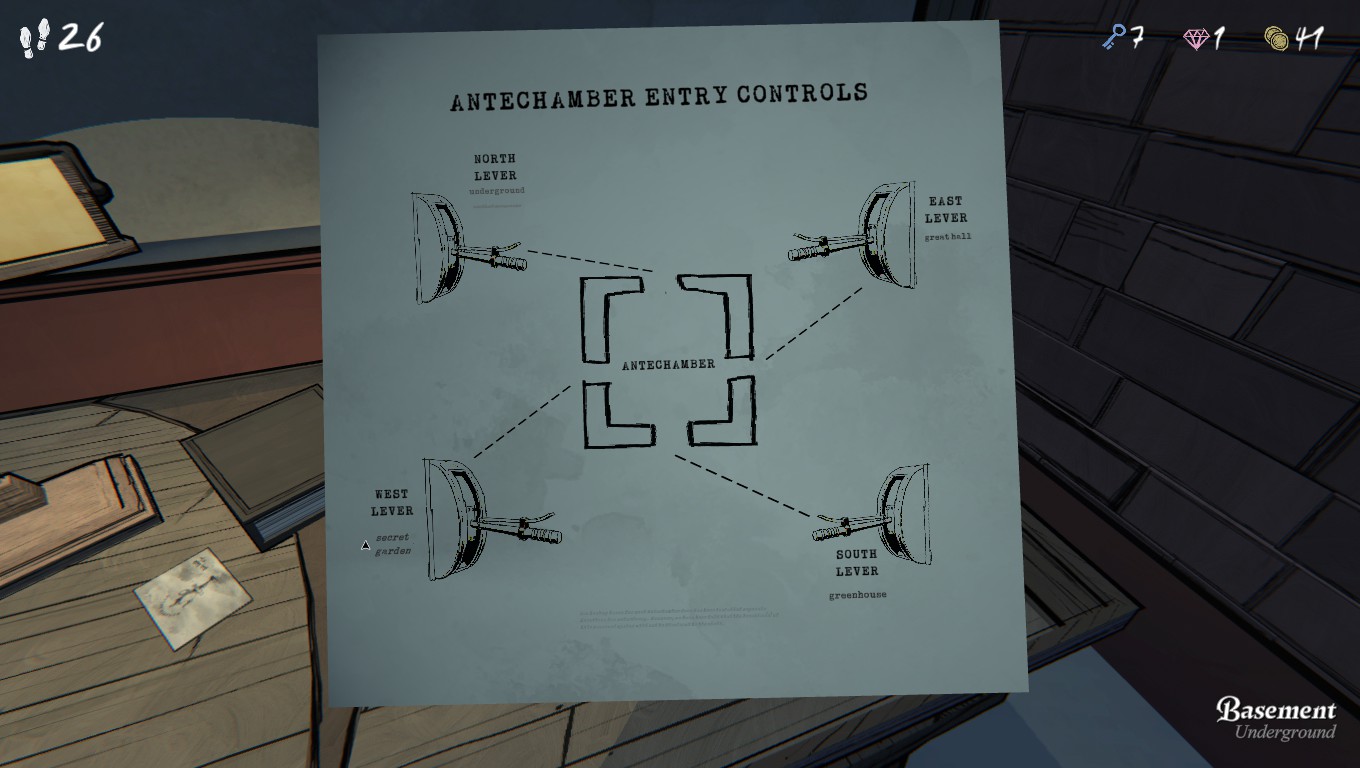 26
7
1
41
ANTECHAMBER ENTRY CONTROLS
NORTH
LEVER
underground
EAST
LEVER
great hall
ANTECHAMBER
WEST
LEVER
secret
garden
SOUTH
LEVER
greenhouse
Basement
Underground